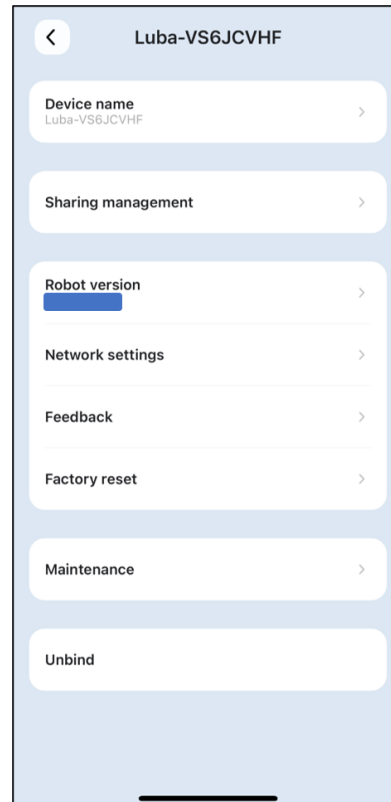 Luba-VS6JCVHF
Device name
Luba-VS6JCVHF
Sharing management
Robot version
Network settings
Feedback
Factory reset
Maintenance
Unbind